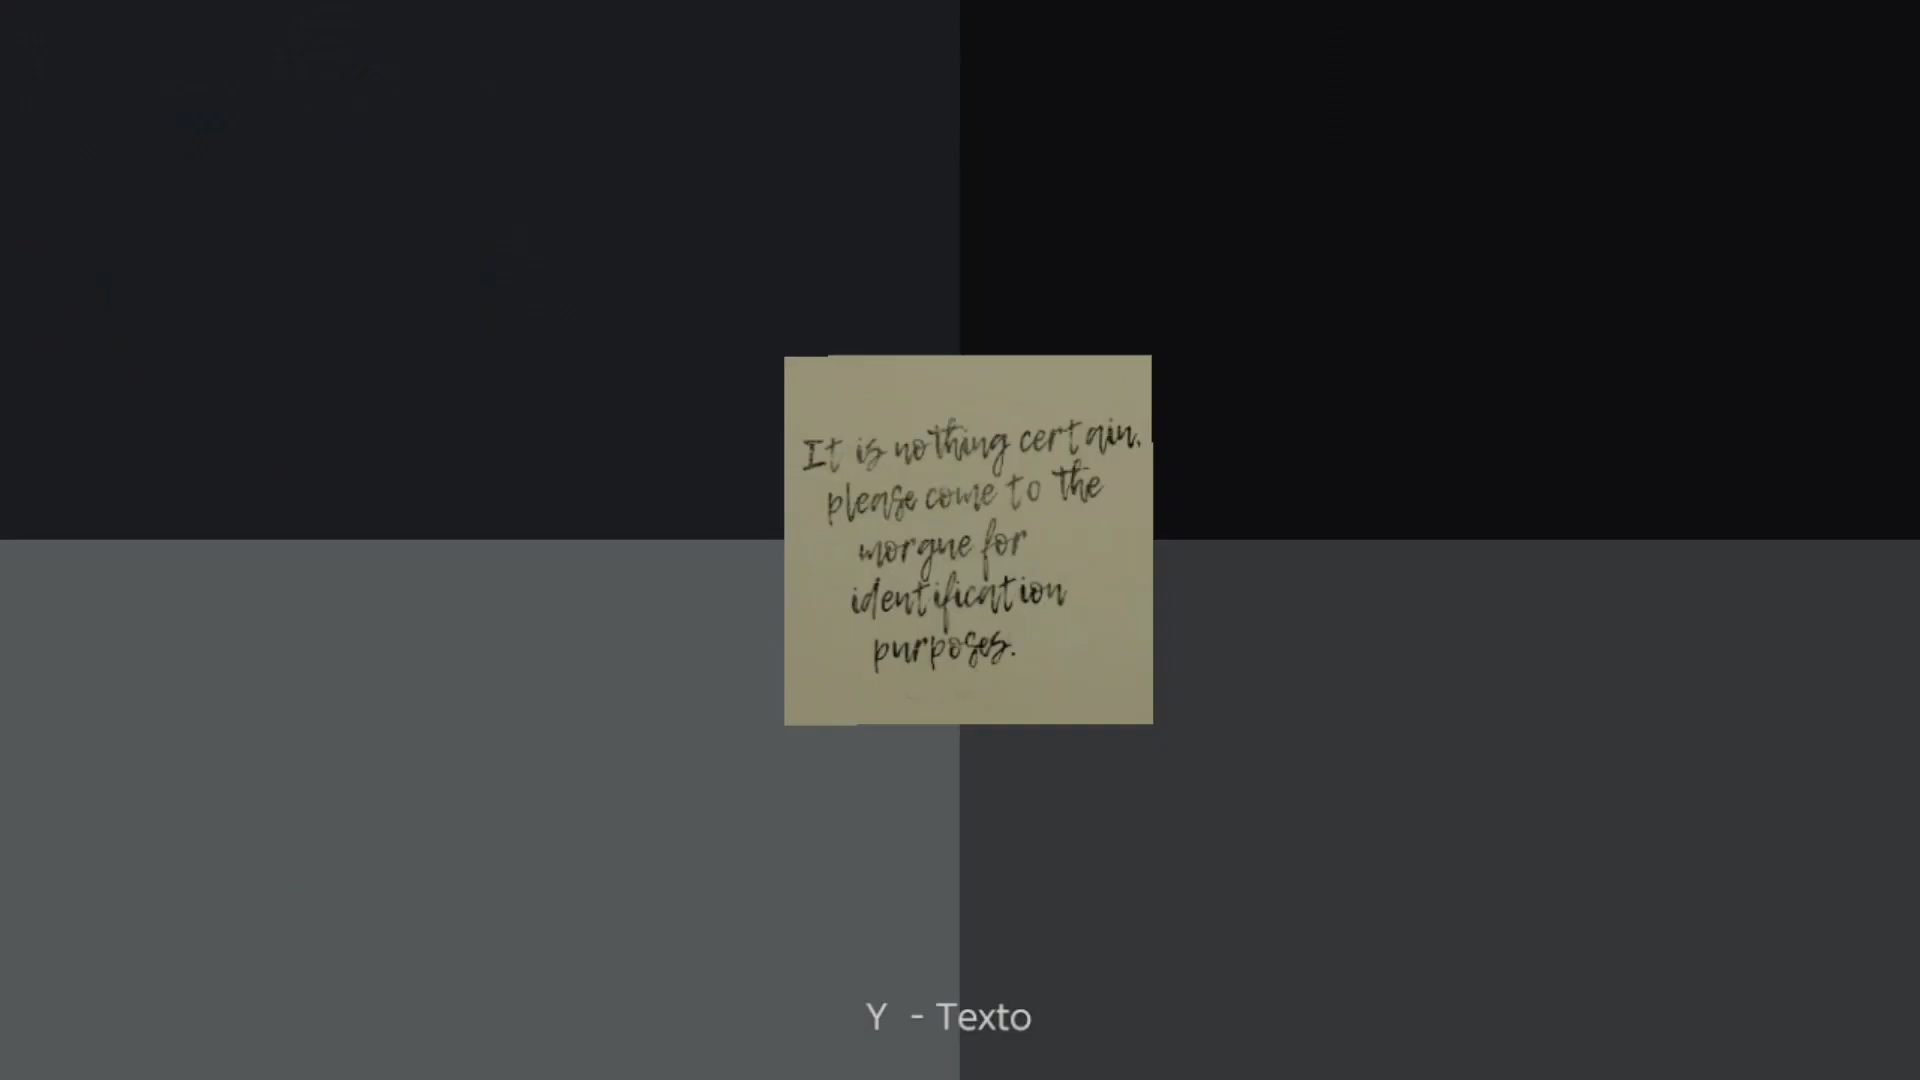 It is nothing certain,
please come to the
morgue for
identification
purposes.
Y - Texto